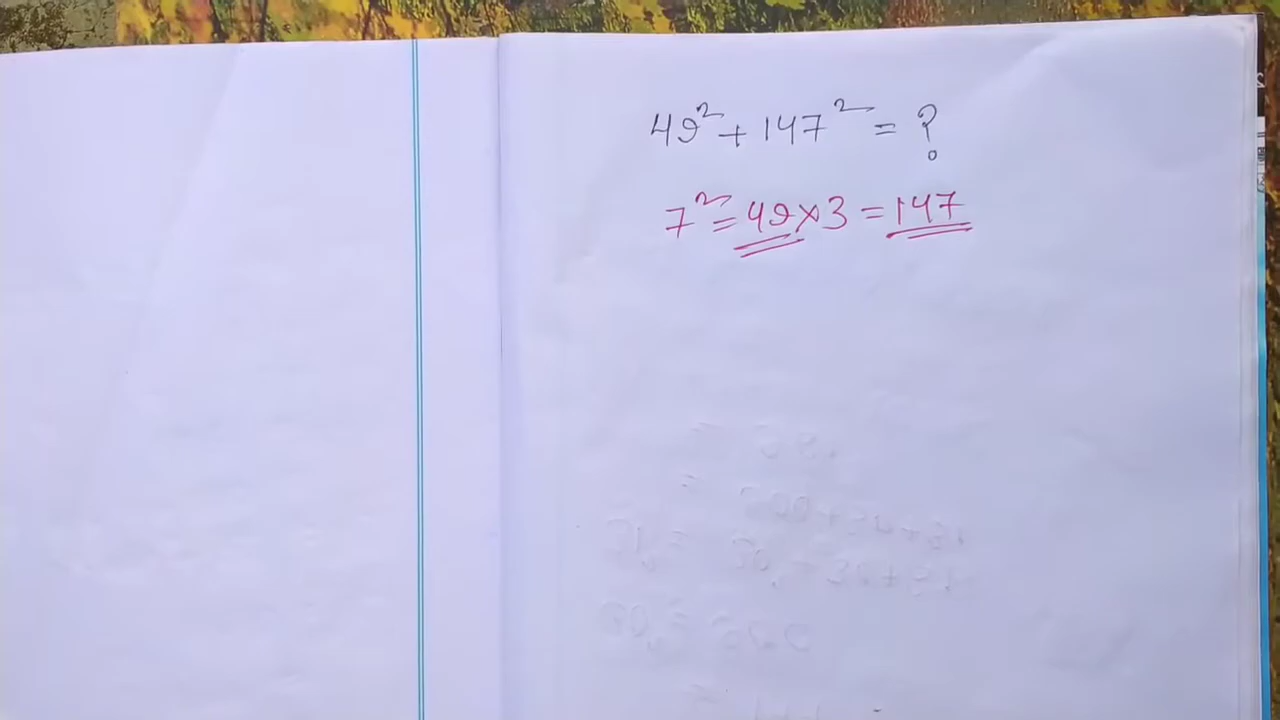 49² + 147² = ?
7² = 49 × 3 = 147